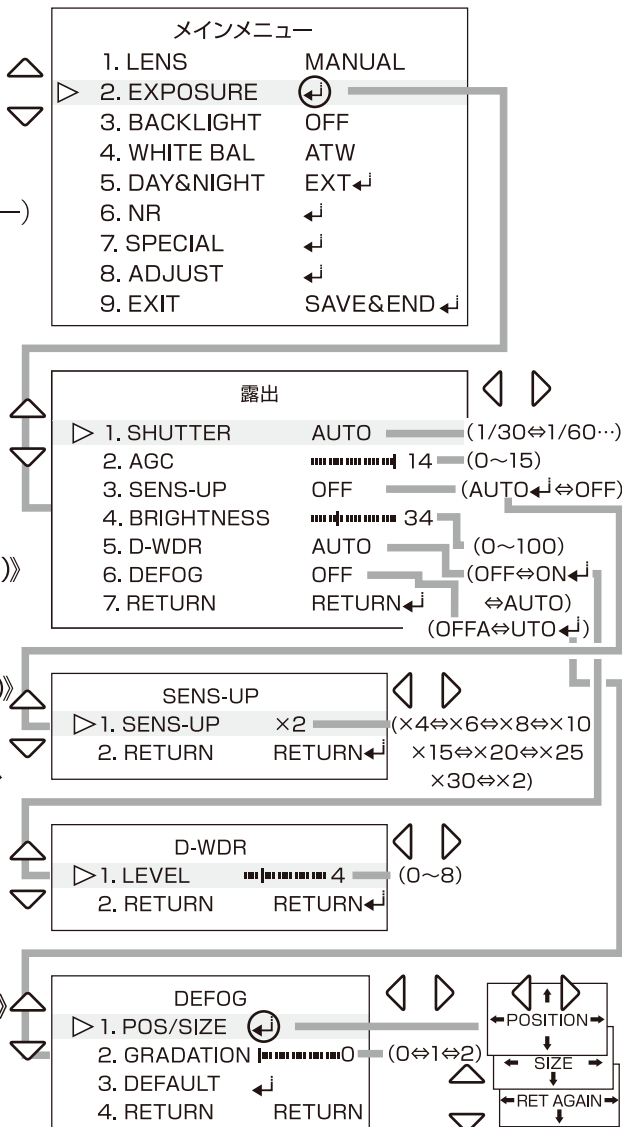 メインメニュー
1. LENS MANUAL
▷ 2. EXPOSURE ↵
3. BACKLIGHT OFF
4. WHITE BAL ATW
5. DAY&NIGHT EXT↵
ー)
6. NR ↵
7. SPECIAL ↵
8. ADJUST ↵
9. EXIT SAVE&END↵
露出
▷ 1. SHUTTER AUTO (1/30⇔1/60…)
2. AGC 14 (0～15)
3. SENS-UP OFF (AUTO↵⇔OFF)
4. BRIGHTNESS 34 (0～100)
)》
5. D-WDR AUTO (OFF⇔ON↵
⇔AUTO)
6. DEFOG OFF (OFFA⇔UTO↵)
7. RETURN RETURN↵
)》
SENS-UP
▷1. SENS-UP ×2 (×4⇔×6⇔×8⇔×10
×15⇔×20⇔×25
×30⇔×2)
2. RETURN RETURN↵
D-WDR
▷1. LEVEL 4 (0～8)
2. RETURN RETURN↵
》
DEFOG
▷1. POS/SIZE ↵
2. GRADATION 0 (0⇔1⇔2)
3. DEFAULT ↵
4. RETURN RETURN
←POSITION→
← SIZE →
←RET AGAIN→